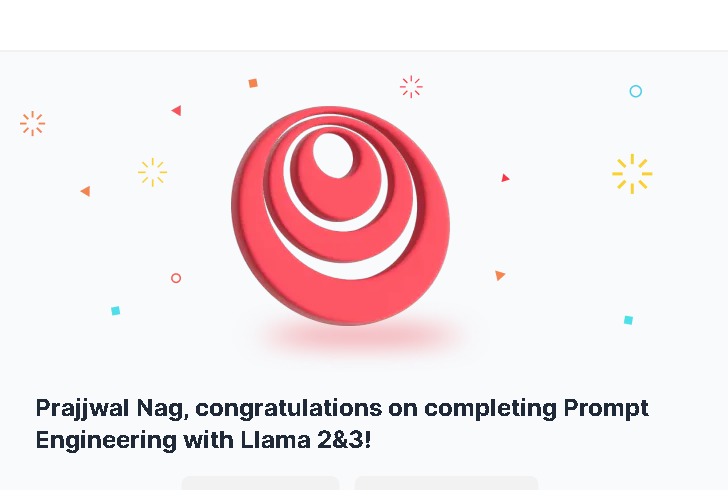 Prajjwal Nag, congratulations on completing Prompt
Engineering with Llama 2&3!